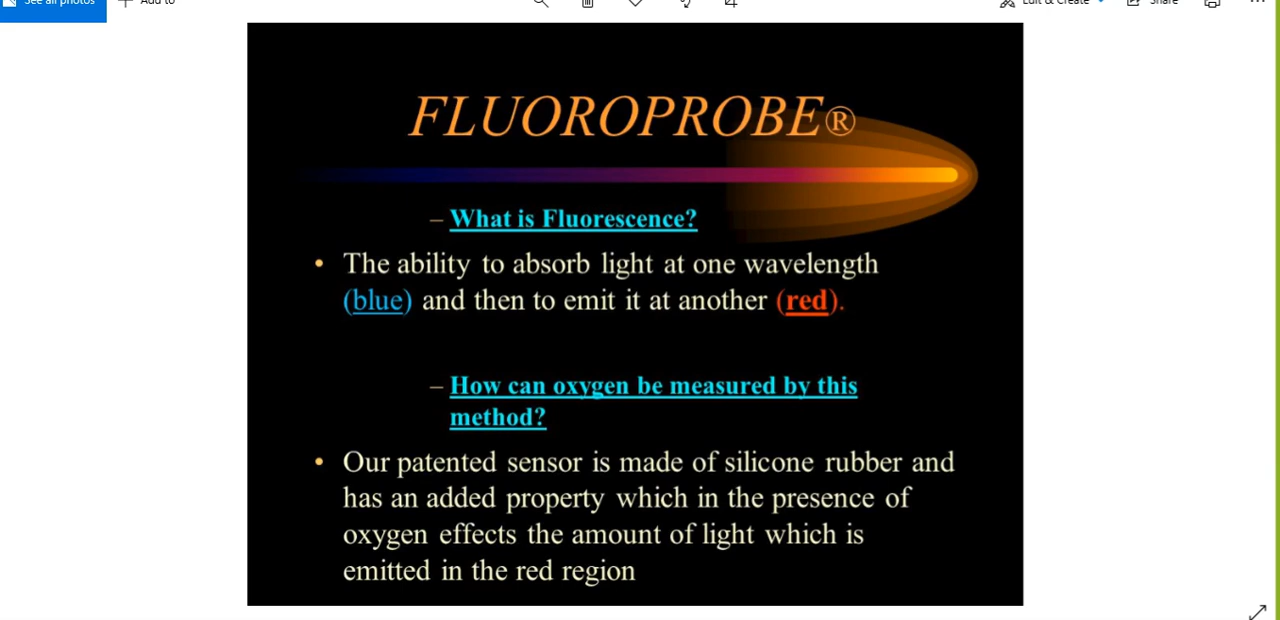 See all photos Add to Edit & Create Share
FLUOROPROBE®
– What is Fluorescence?
• The ability to absorb light at one wavelength
(blue) and then to emit it at another (red).
– How can oxygen be measured by this
method?
• Our patented sensor is made of silicone rubber and
has an added property which in the presence of
oxygen effects the amount of light which is
emitted in the red region